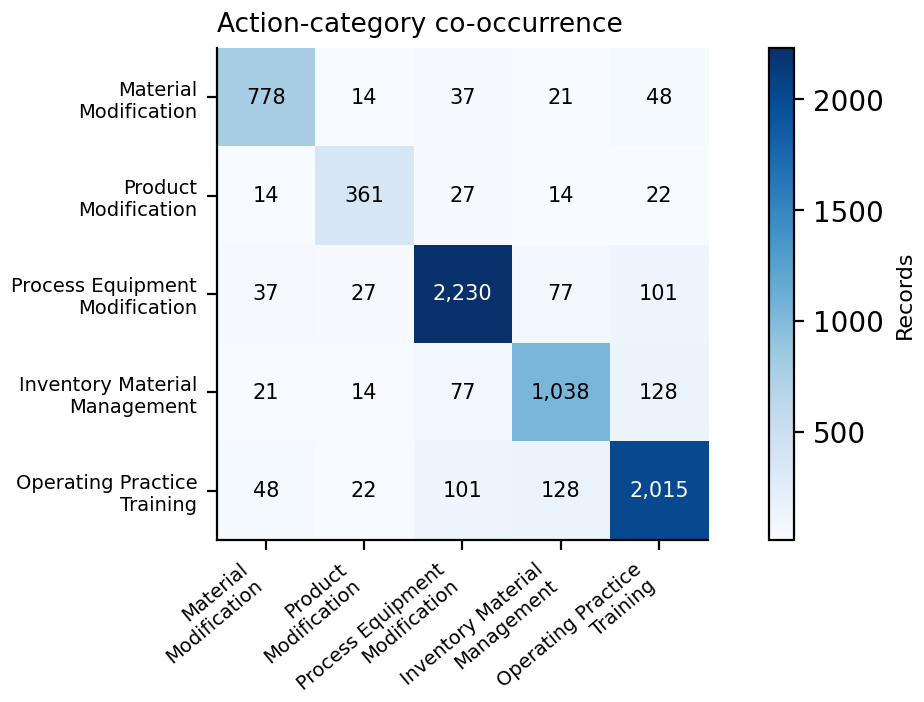 Action-category co-occurrence
Material
Modification
778 14 37 21 48
Product
Modification
14 361 27 14 22
Process Equipment
Modification
37 27 2,230 77 101
Inventory Material
Management
21 14 77 1,038 128
Operating Practice
Training
48 22 101 128 2,015
Material
Modification
Product
Modification
Process Equipment
Modification
Inventory Material
Management
Operating Practice
Training
2000
1500
1000
500
Records